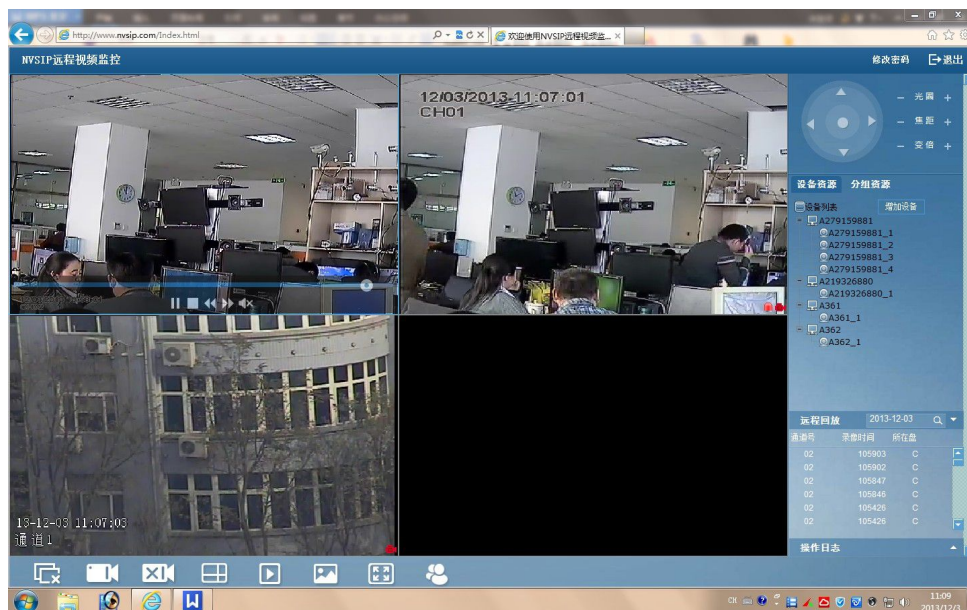 http://www.nvsip.com/Index.html
欢迎使用NVSIP远程视频监...
NVSIP远程视频监控
修改密码
退出
12/03/2013 11:07:01
CH01
光圈
焦距
变倍
设备资源 分组资源
设备列表 增加设备
A279159881
A279159881_1
A279159881_2
A279159881_3
A279159881_4
A219326880
A219326880_1
A361
A361_1
A362
A362_1
远程回放 2013-12-03
通道号 录像时间 所在盘
02 105903 C
02 105902 C
02 105847 C
02 105846 C
02 105426 C
02 105426 C
13-12-03 11:07:03
通道1
操作日志
CH
11:09
2013/12/3